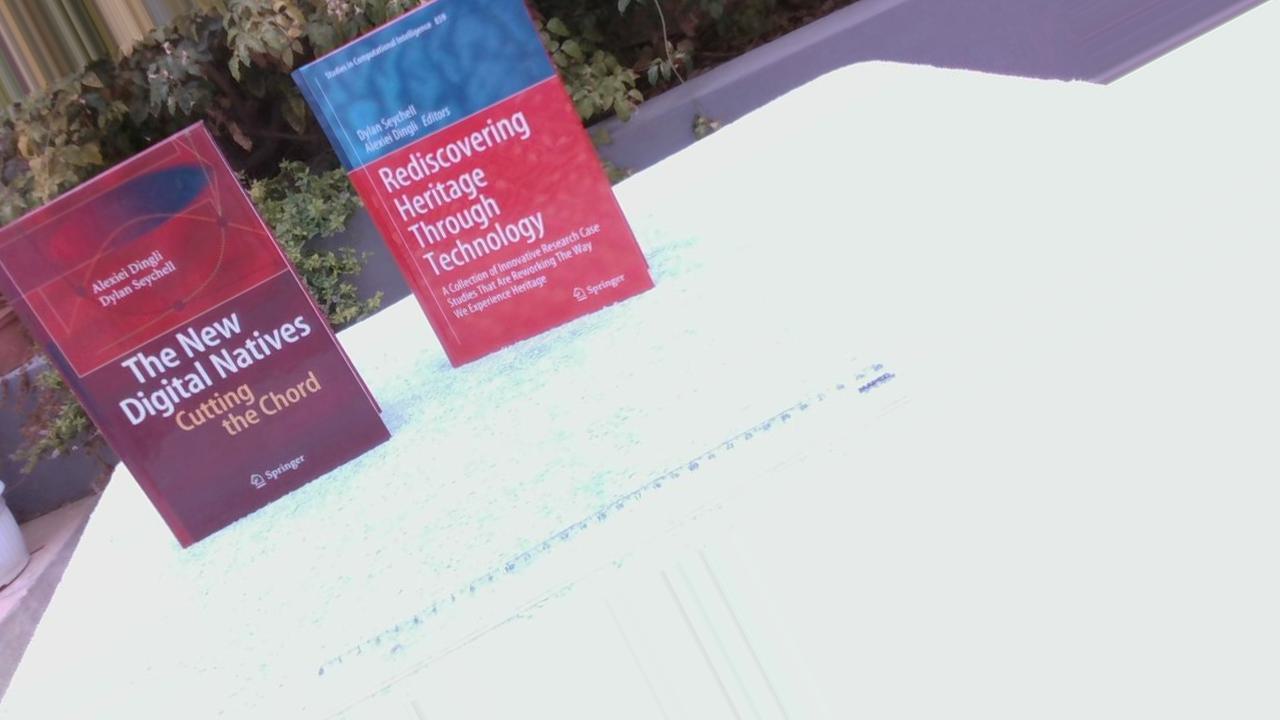 Alexiei Dingli
Dylan Seychell
The New
Digital Natives
Cutting
the Chord
Springer
Studies in Computational Intelligence 859
Dylan Seychell
Alexiei Dingli Editors
Rediscovering
Heritage
Through
Technology
A Collection of Innovative Research Case
Studies That Are Reworking The Way
We Experience Heritage
Springer